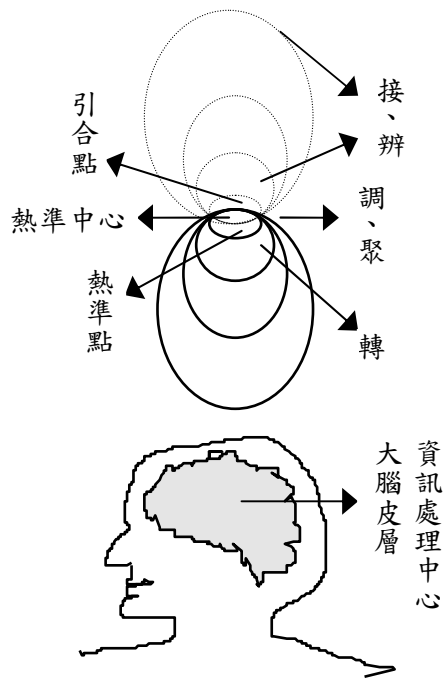 接、辨
引合點
熱準中心
調、聚
熱準點
轉
資訊處理中心
大腦皮層